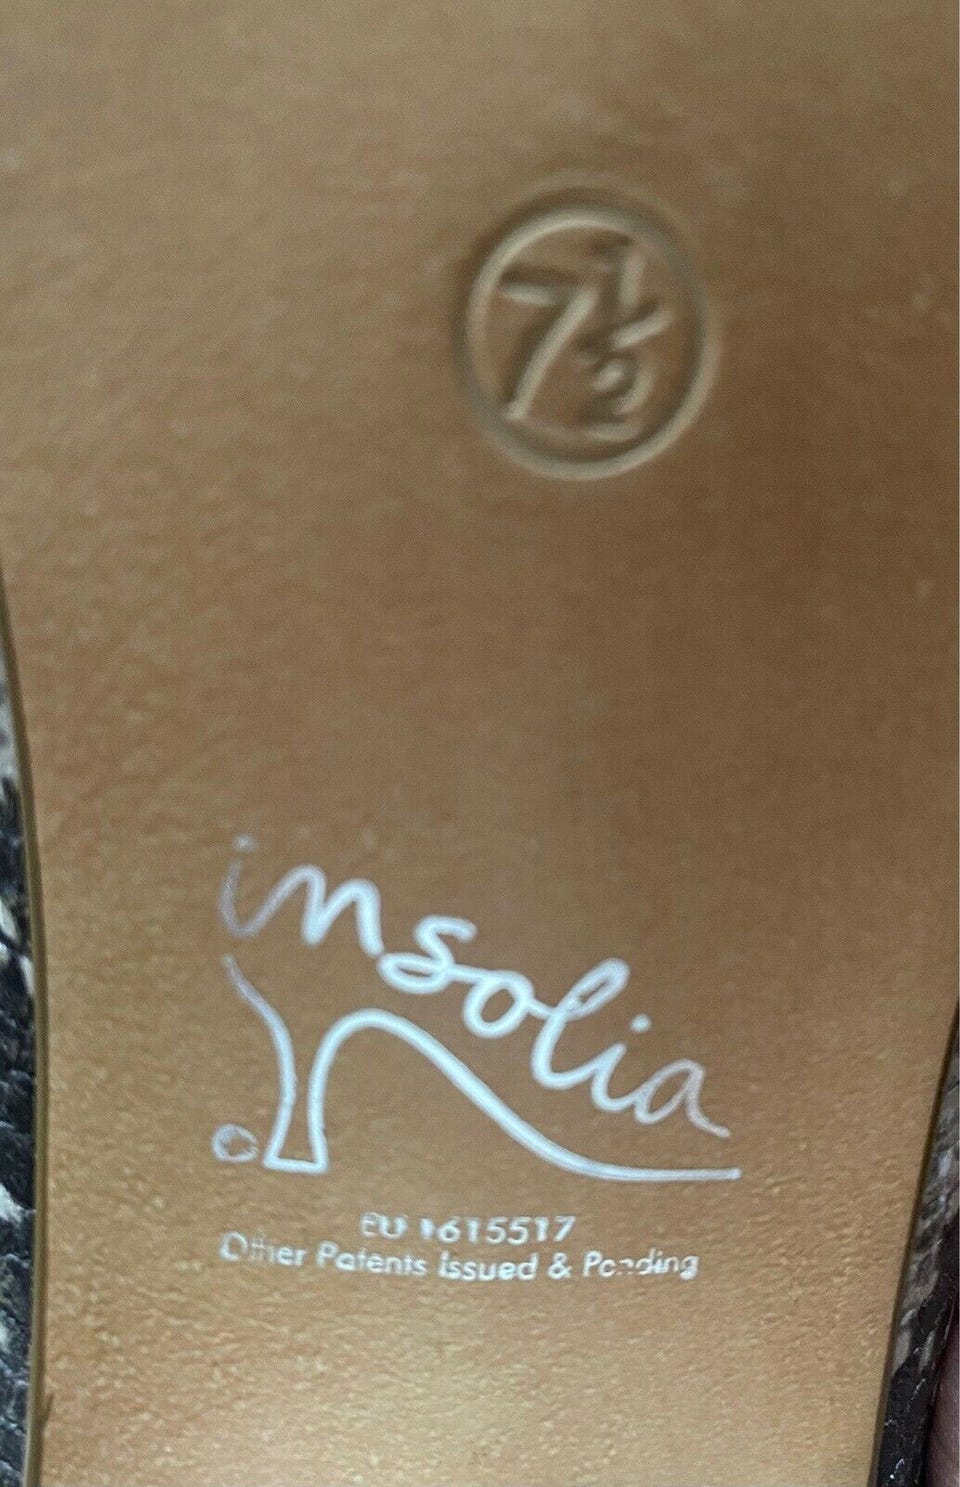 7½
insolia
EU 1615517
Other Patents Issued & Pending